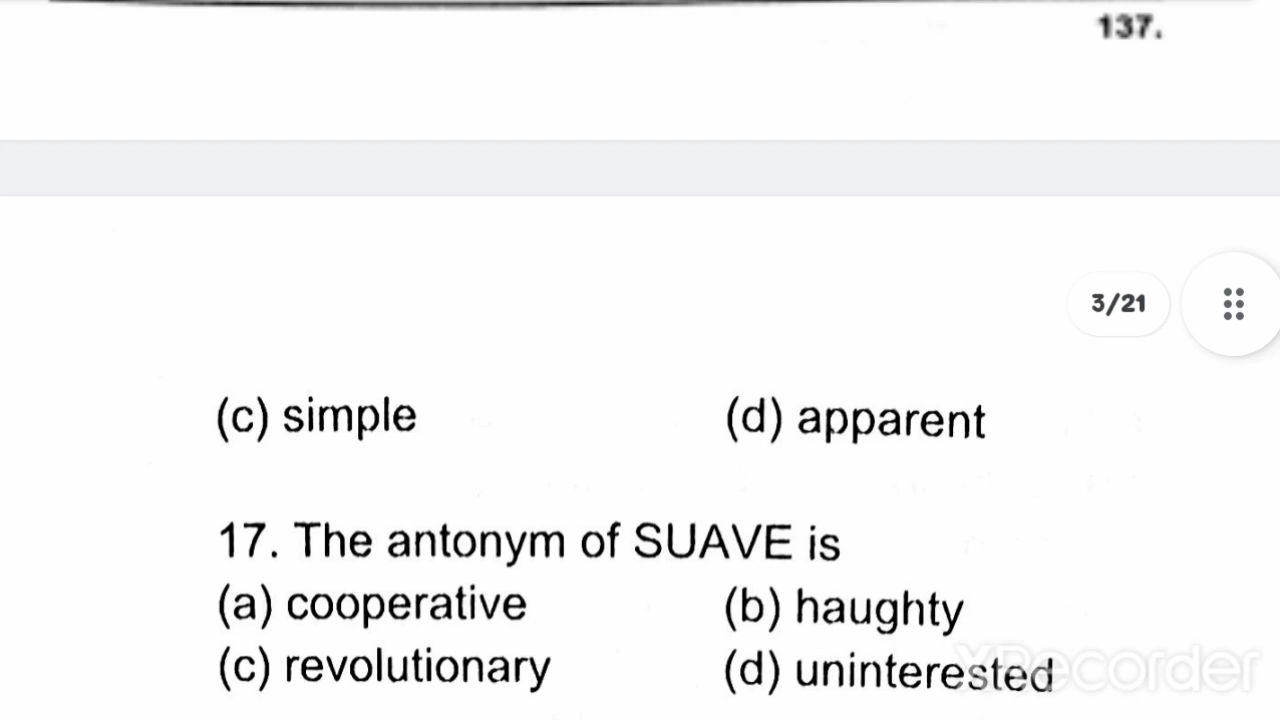 137.
3/21
(c) simple (d) apparent
17. The antonym of SUAVE is
(a) cooperative (b) haughty
(c) revolutionary (d) uninterested
XRecorder